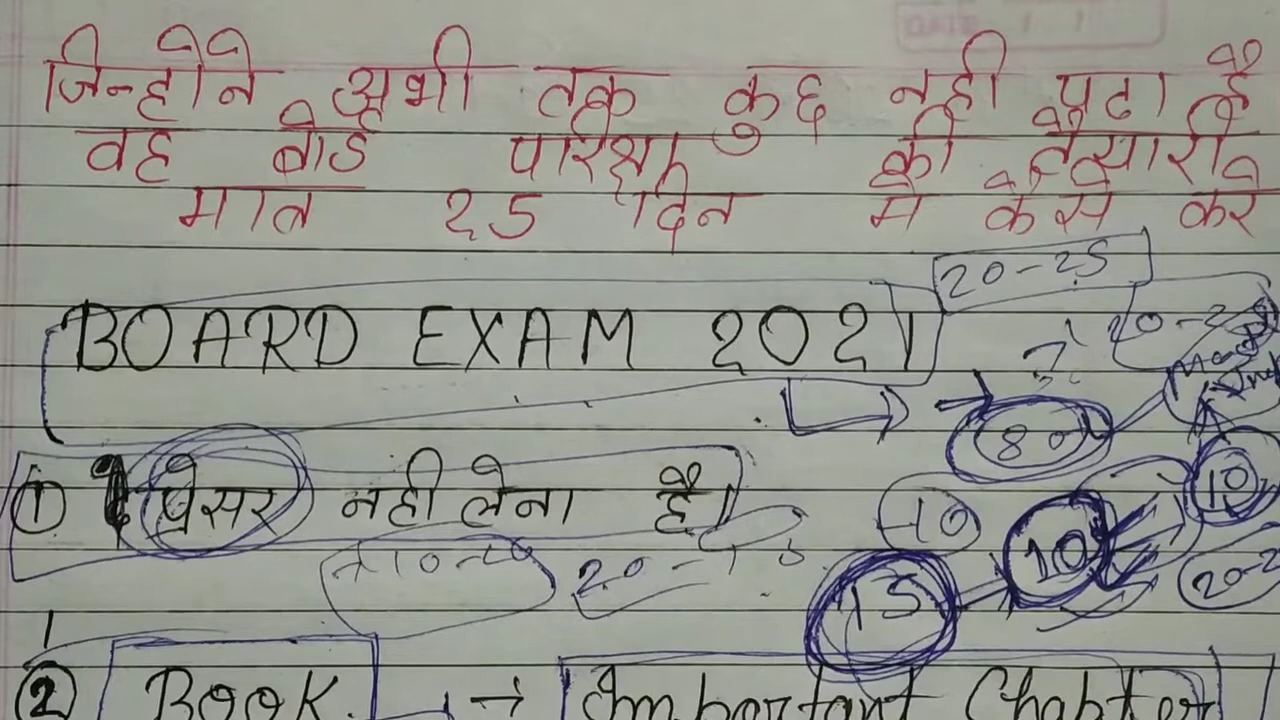 जिन्होने अभी तक कुछ नही पढा है
वह बोर्ड परिक्षा की तैयारी
मात्र 25 दिन मे कैसे करे
20-25
BOARD EXAM 2021
80
① प्रेसर नही लेना है।
10
10
10
15
② Book → Important Chapter